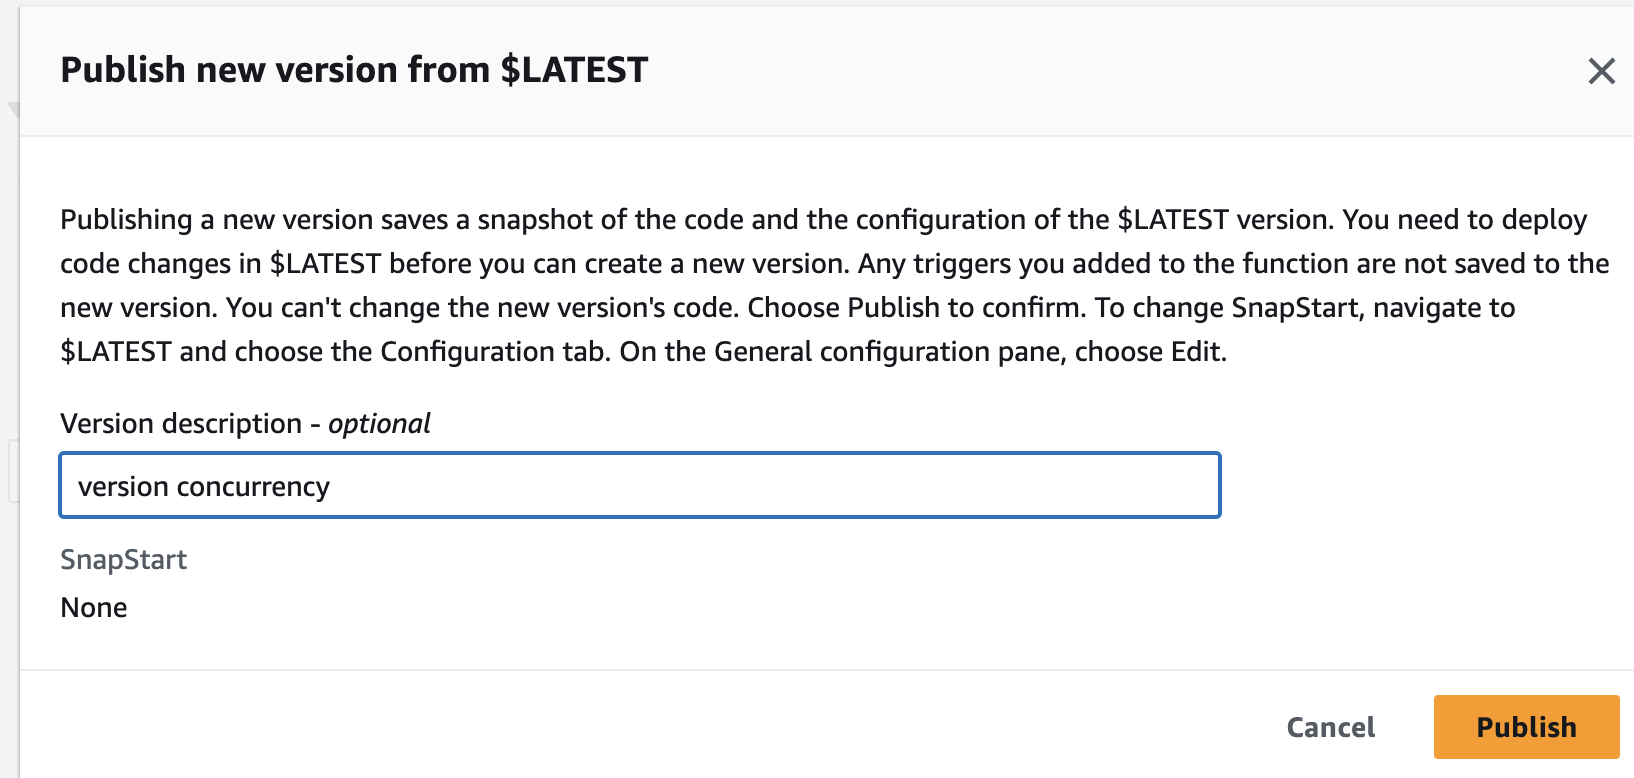 Publish new version from $LATEST
Publishing a new version saves a snapshot of the code and the configuration of the $LATEST version. You need to deploy
code changes in $LATEST before you can create a new version. Any triggers you added to the function are not saved to the
new version. You can't change the new version's code. Choose Publish to confirm. To change SnapStart, navigate to
$LATEST and choose the Configuration tab. On the General configuration pane, choose Edit.
Version description - optional
version concurrency
SnapStart
None
Cancel
Publish